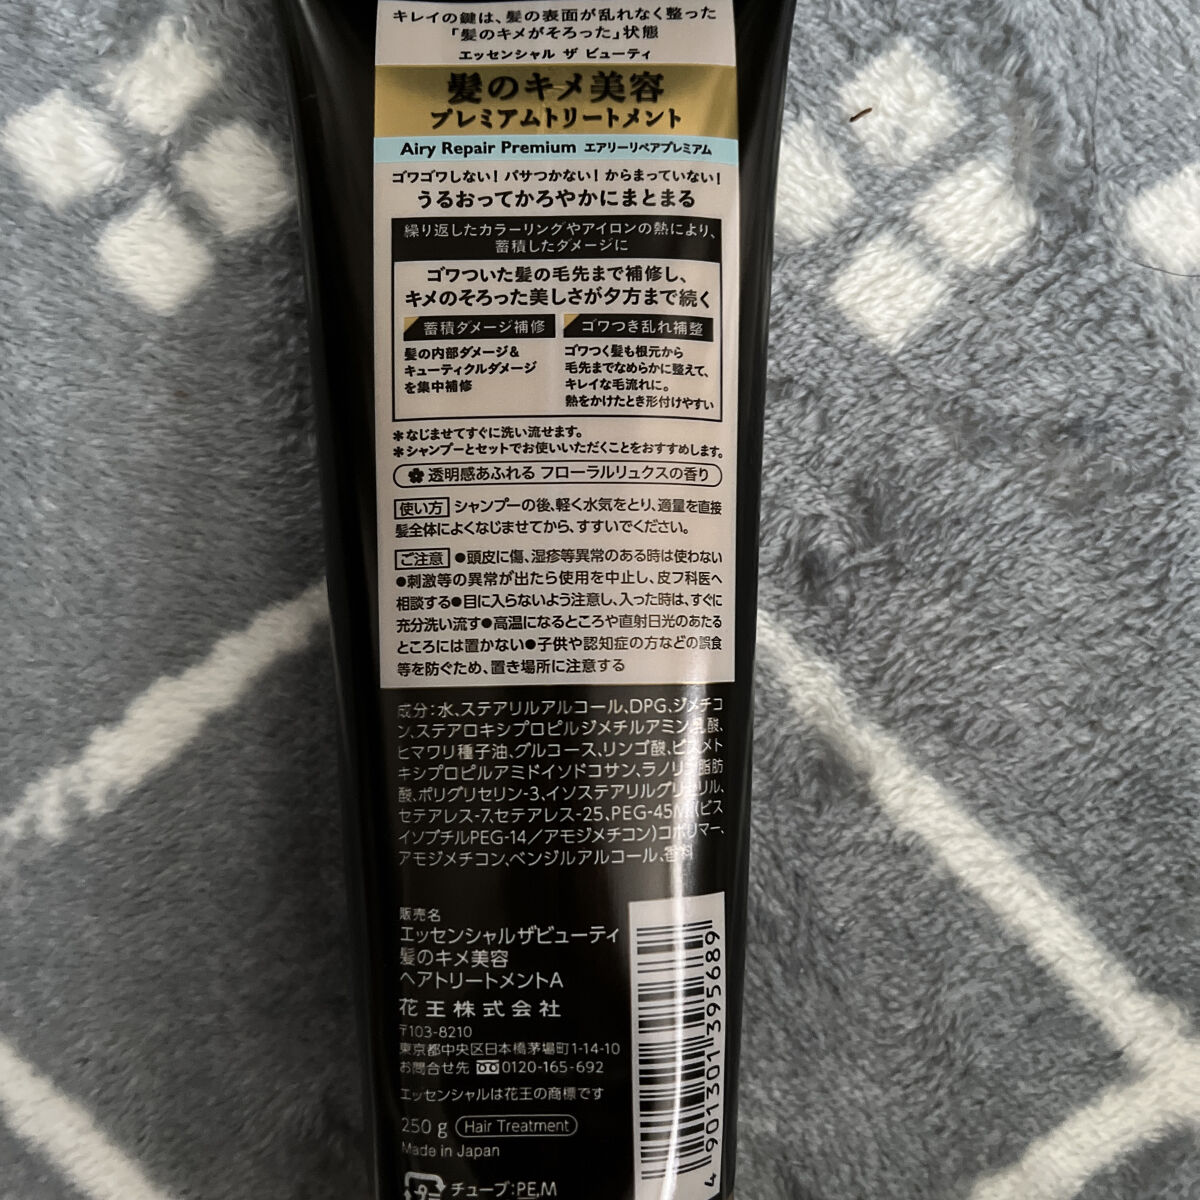 キレイの鍵は、髪の表面が乱れなく整った
「髪のキメがそろった」状態
エッセンシャル ザ ビューティ
髪のキメ美容
プレミアムトリートメント
Airy Repair Premium エアリーリペアプレミアム
ゴワゴワしない！パサつかない！からまっていない！
うるおってかろやかにまとまる
繰り返したカラーリングやアイロンの熱により、
蓄積したダメージに
ゴワついた髪の毛先まで補修し、
キメのそろった美しさが夕方まで続く
蓄積ダメージ補修
髪の内部ダメージ＆
キューティクルダメージ
を集中補修
ゴワつき乱れ補整
ゴワつく髪も根元から
毛先までなめらかに整えて、
キレイな毛流れに。
熱をかけたとき形付けやすい
＊なじませてすぐに洗い流せます。
＊シャンプーとセットでお使いいただくことをおすすめします。
透明感あふれる フローラルリュクスの香り
使い方 シャンプーの後、軽く水気をとり、適量を直接
髪全体によくなじませてから、すすいでください。
ご注意 ●頭皮に傷、湿疹等異常のある時は使わない
●刺激等の異常が出たら使用を中止し、皮フ科医へ
相談する●目に入らないよう注意し、入った時は、すぐに
充分洗い流す●高温になるところや直射日光のあたる
ところには置かない●子供や認知症の方などの誤食
等を防ぐため、置き場所に注意する
成分：水、ステアリルアルコール、DPG、ジメチコ
ン、ステアロキシプロピルジメチルアミン、乳酸、
ヒマワリ種子油、グルコース、リンゴ酸、ビスメト
キシプロピルアミドイソドコサン、ラノリン脂肪
酸、ポリグリセリン-3、イソステアリルグリセリル、
セテアレス-7、セテアレス-25、PEG-45M、(ビス
イソブチルPEG-14／アモジメチコン)コポリマー、
アモジメチコン、ベンジルアルコール、香料
販売名
エッセンシャルザビューティ
髪のキメ美容
ヘアトリートメントA
花王株式会社
〒103-8210
東京都中央区日本橋茅場町1-14-10
お問合せ先 0120-165-692
エッセンシャルは花王の商標です
250 g Hair Treatment
Made in Japan
プラ チューブ：PE,M
4 901301 395689